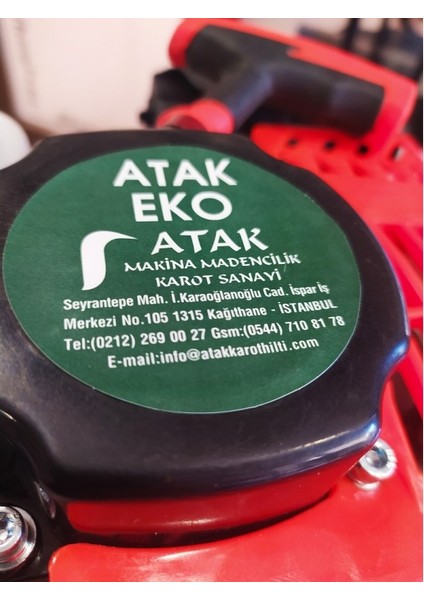 ATAK
EKO
ATAK
MAKİNA MADENCİLİK
KAROT SANAYİ
Seyrantepe Mah. İ.Karaoğlanoğlu Cad. İspar İş
Merkezi No.105 1315 Kağıthane - İSTANBUL
Tel:(0212) 269 00 27 Gsm:(0544) 710 81 78
E-mail:info@atakkarothilti.com